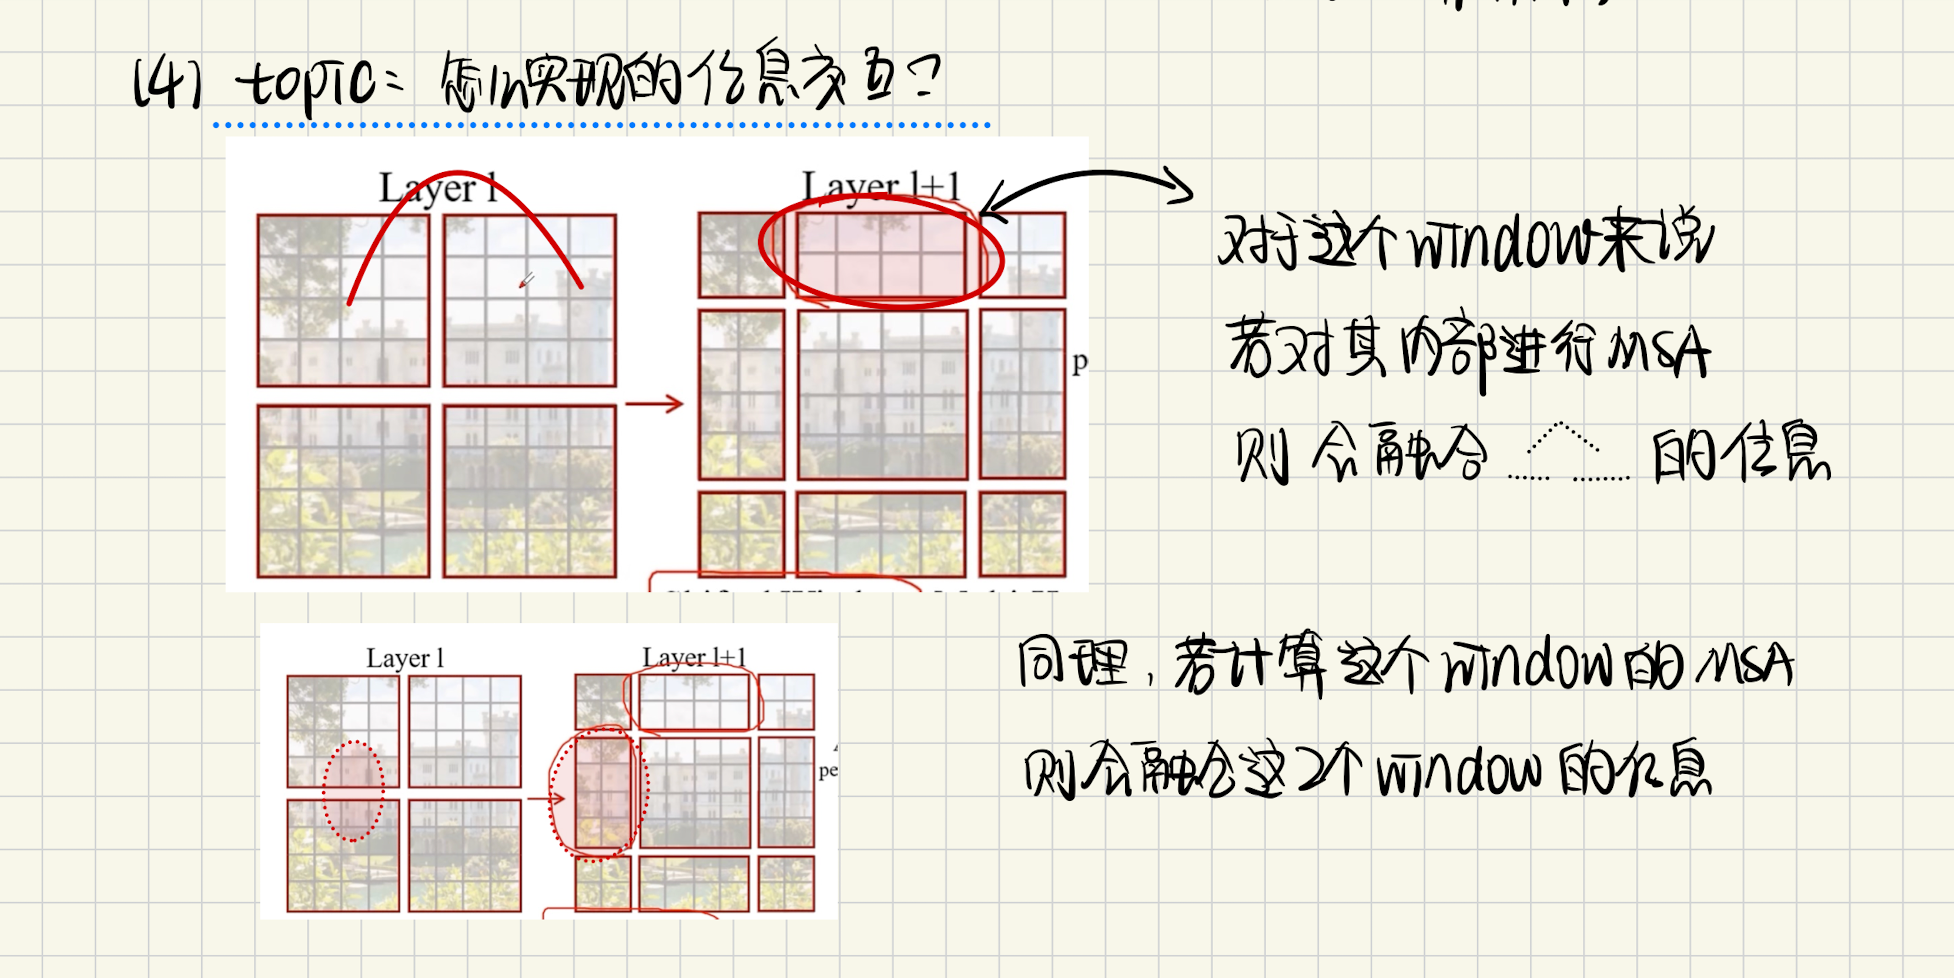 (4) topic: 怎么实现的信息交互?
Layer l
Layer l+1
对于这个window来说
若对其内部进行MSA
p
则会融合 的信息
Layer l
Layer l+1
同理, 若计算这个window的MSA
则会融合这2个window的信息
pe